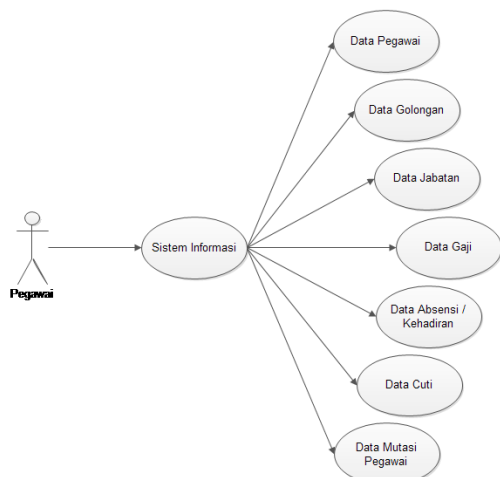 Data Pegawai
Data Golongan
Data Jabatan
Sistem Informasi
Data Gaji
Pegawai
Data Absensi /
Kehadiran
Data Cuti
Data Mutasi
Pegawai